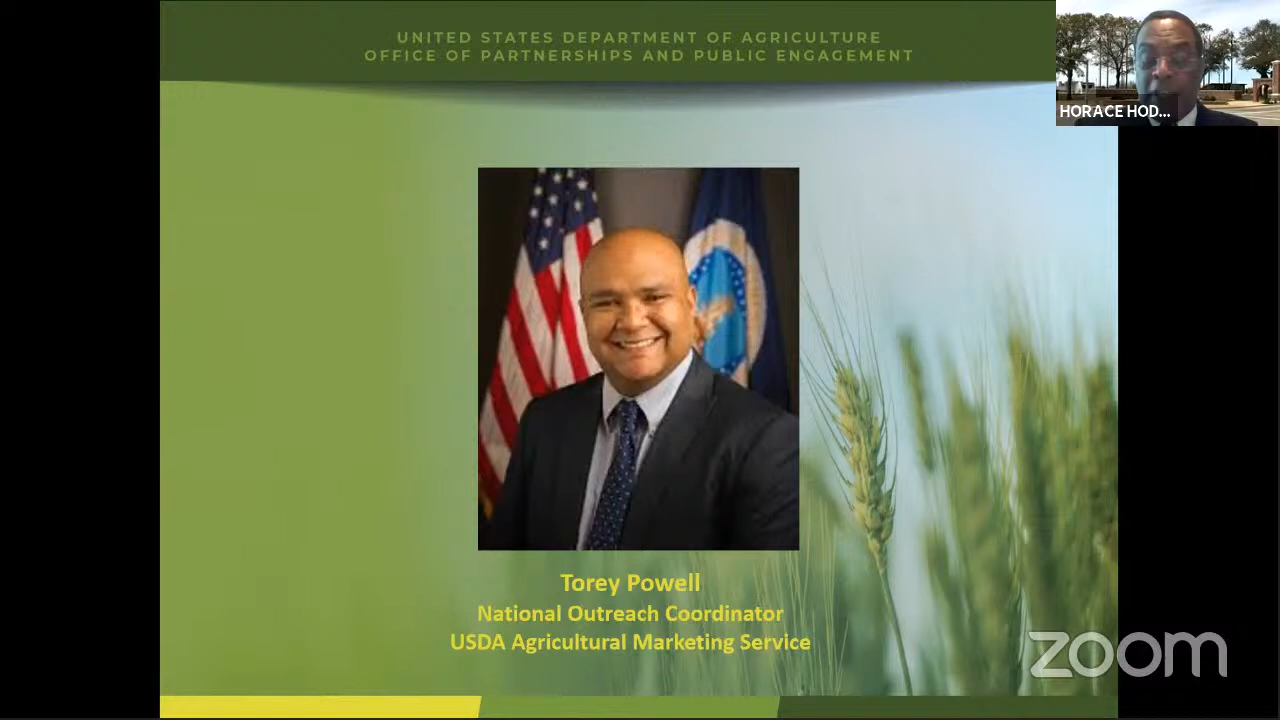 UNITED STATES DEPARTMENT OF AGRICULTURE
OFFICE OF PARTNERSHIPS AND PUBLIC ENGAGEMENT
HORACE HOD...
Torey Powell
National Outreach Coordinator
USDA Agricultural Marketing Service
zoom